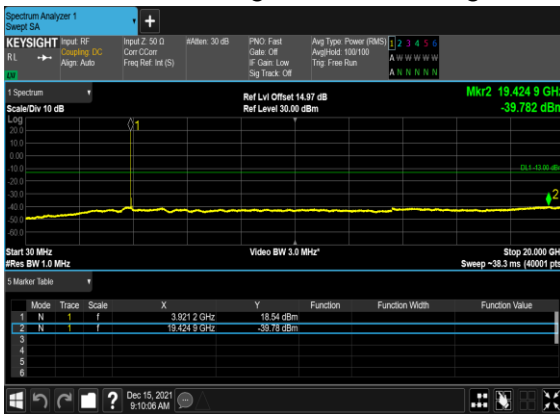 Spectrum Analyzer 1
Swept SA
KEYSIGHT Input: RF Input Z: 50 Ω #Atten: 30 dB PNO: Fast Avg Type: Power (RMS) 1 2 3 4 5 6
RL Coupling: DC Corr CCorr Gate: Off Avg|Hold: 100/100 A W W W W W
Align: Auto Freq Ref: Int (S) IF Gain: Low Trig: Free Run
Sig Track: Off A N N N N N
LV
1 Spectrum Ref Lvl Offset 14.97 dB Mkr2 19.424 9 GHz
Scale/Div 10 dB Ref Level 30.00 dBm -39.782 dBm
Log
20.0 1
10.0
0.00
-10.0 DL1 -13.00 dBm
-20.0
-30.0 2
-40.0
-50.0
-60.0
Start 30 MHz Video BW 3.0 MHz* Stop 20.000 GH
#Res BW 1.0 MHz Sweep ~38.3 ms (40001 pts
5 Marker Table
Mode Trace Scale X Y Function Function Width Function Value
1 N 1 f 3.921 2 GHz 18.54 dBm
2 N 1 f 19.424 9 GHz -39.78 dBm
3
4
5
6
? Dec 15, 2021
9:10:06 AM